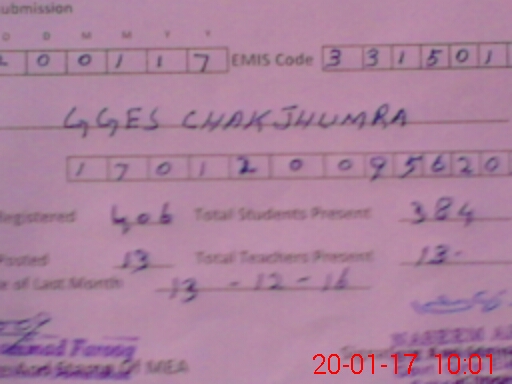 ubmission
D D M M Y Y
2 0 0 1 1 7 EMIS Code 3 3 1 5 0 1
GGES CHAKJHUMRA
1 7 0 1 2 0 0 9 5 6 2 0
Registered 406 Total Students Present 384
Posted 13 Total Teachers Present 13-
e of Last Month 13 - 12 - 16
Of MEA
20-01-17 10:01